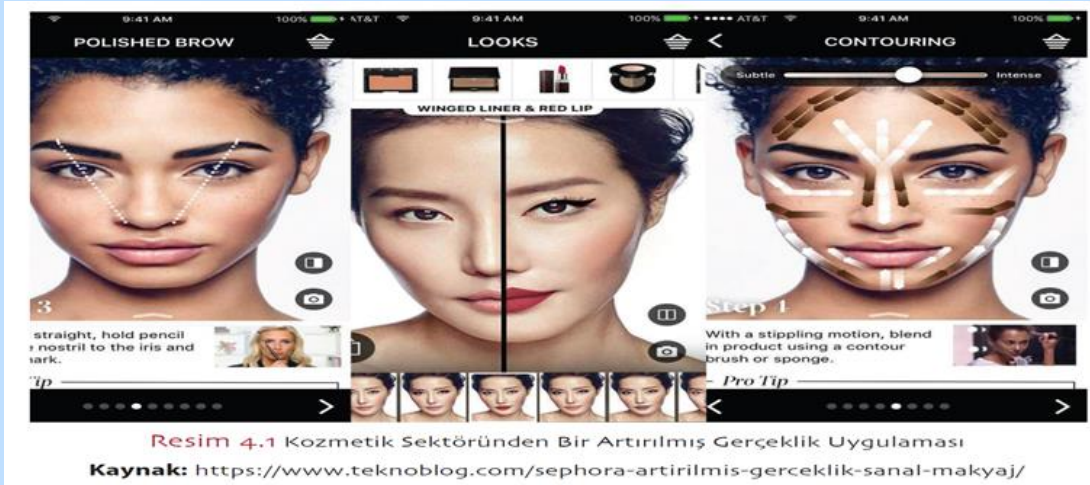 9:41 AM 100%
POLISHED BROW
3
straight, hold pencil
nostril to the iris and
AT&T 9:41 AM 100%
LOOKS
WINGED LINER & RED LIP
AT&T 9:41 AM 100%
CONTOURING
Subtle Intense
Step 1
With a stippling motion, blend
in product using a contour
brush or sponge.
Pro Tip
Resim 4.1 Kozmetik Sektöründen Bir Artırılmış Gerçeklik Uygulaması
Kaynak: https://www.teknoblog.com/sephora-artirilmis-gerceklik-sanal-makyaj/